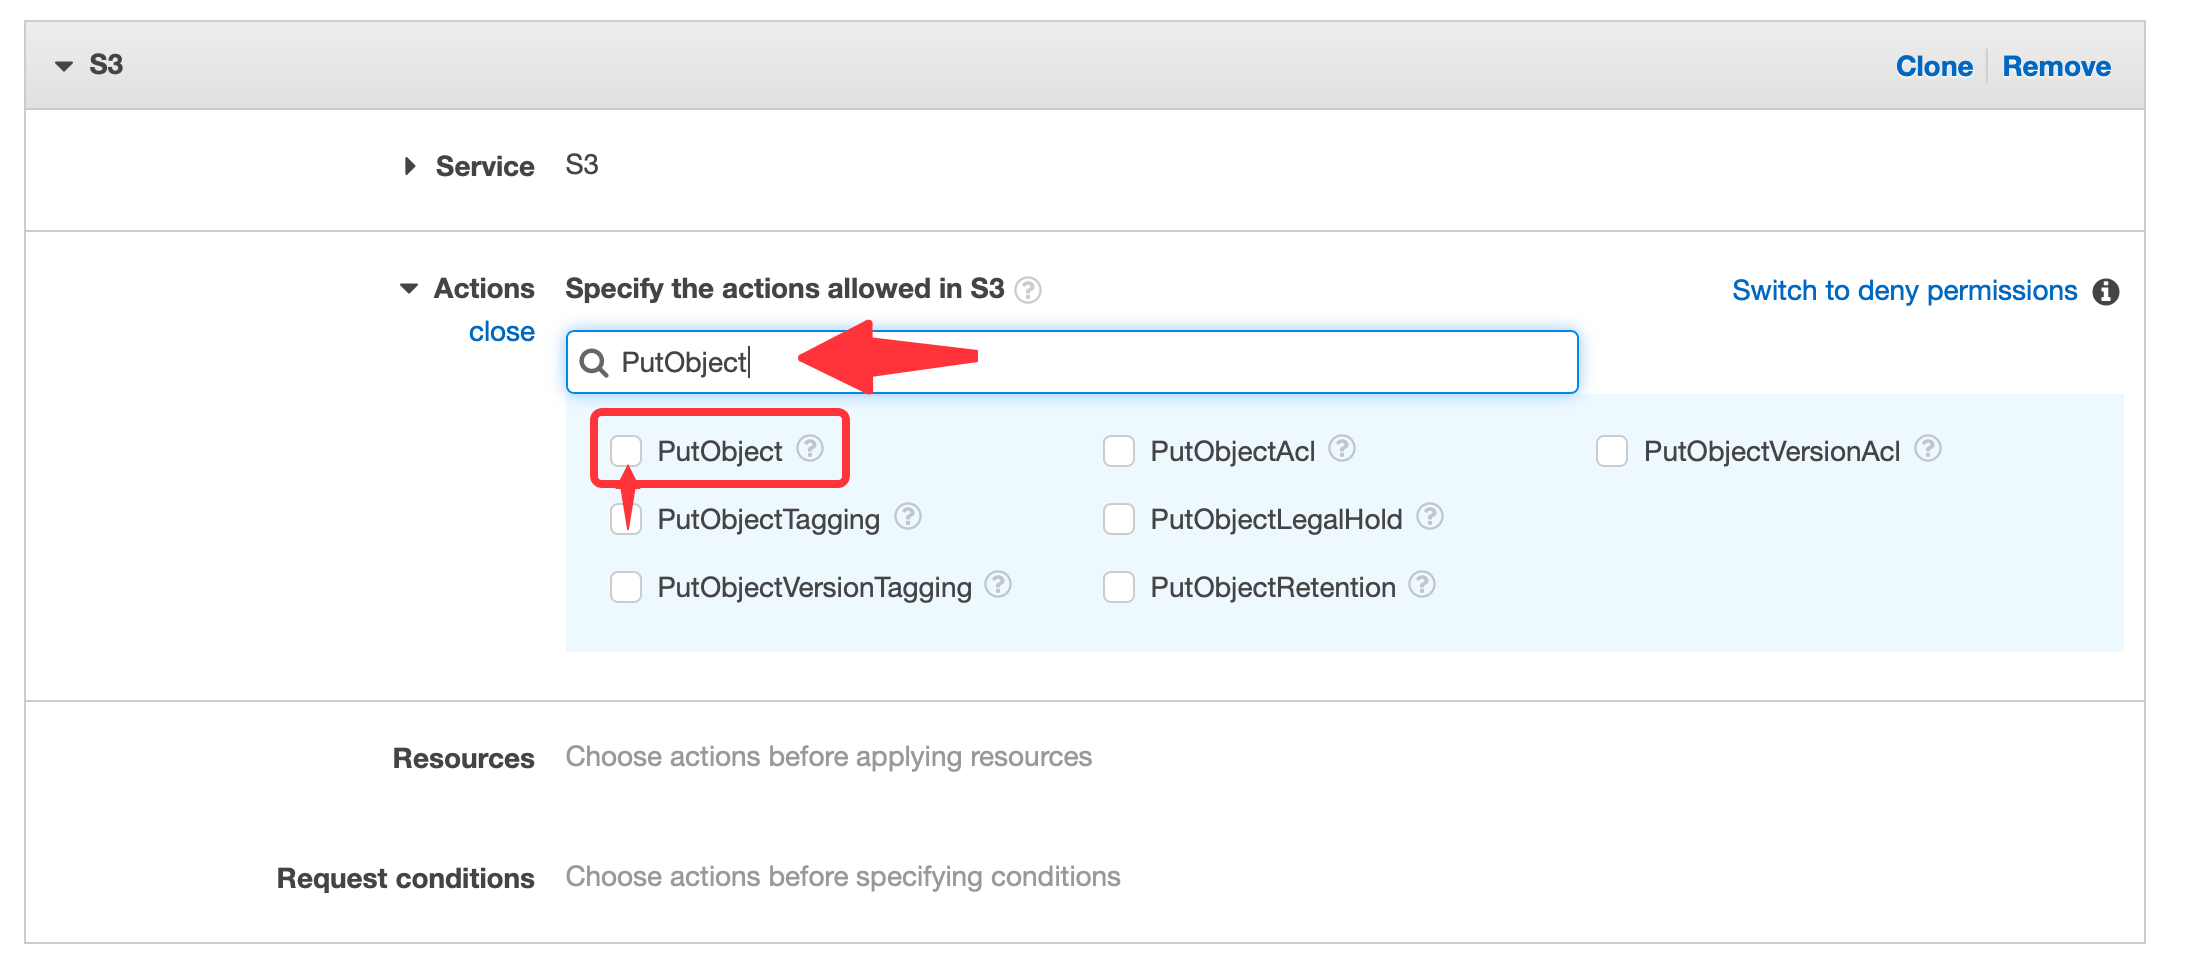 S3 Clone Remove
Service S3
Actions Specify the actions allowed in S3 ? Switch to deny permissions i
close
PutObject
PutObject ? PutObjectAcl ? PutObjectVersionAcl ?
PutObjectTagging ? PutObjectLegalHold ?
PutObjectVersionTagging ? PutObjectRetention ?
Resources Choose actions before applying resources
Request conditions Choose actions before specifying conditions